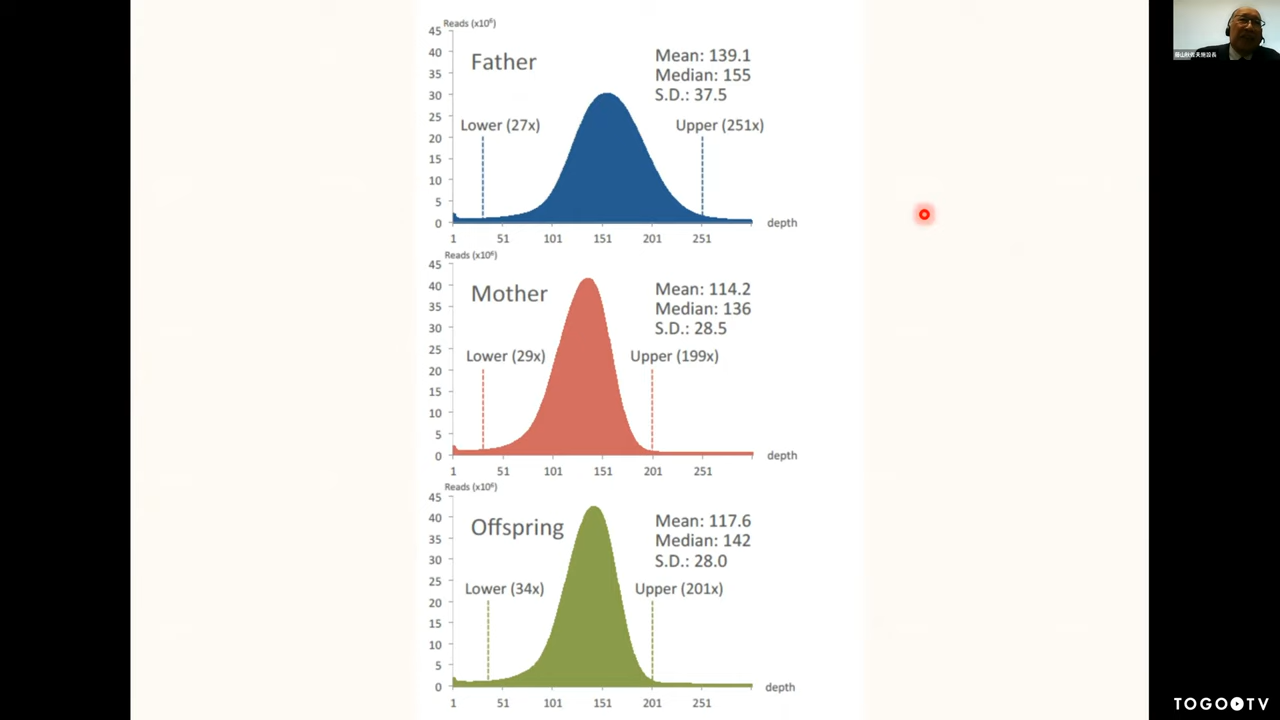 Reads (x10⁶)
45
40
35
30
25
20
15
10
5
0
Father
Mean: 139.1
Median: 155
S.D.: 37.5
Lower (27x)
Upper (251x)
1 51 101 151 201 251
depth
Reads (x10⁶)
45
40
35
30
25
20
15
10
5
0
Mother
Mean: 114.2
Median: 136
S.D.: 28.5
Lower (29x)
Upper (199x)
1 51 101 151 201 251
depth
Reads (x10⁶)
45
40
35
30
25
20
15
10
5
0
Offspring
Mean: 117.6
Median: 142
S.D.: 28.0
Lower (34x)
Upper (201x)
1 51 101 151 201 251
depth
TOGOTV